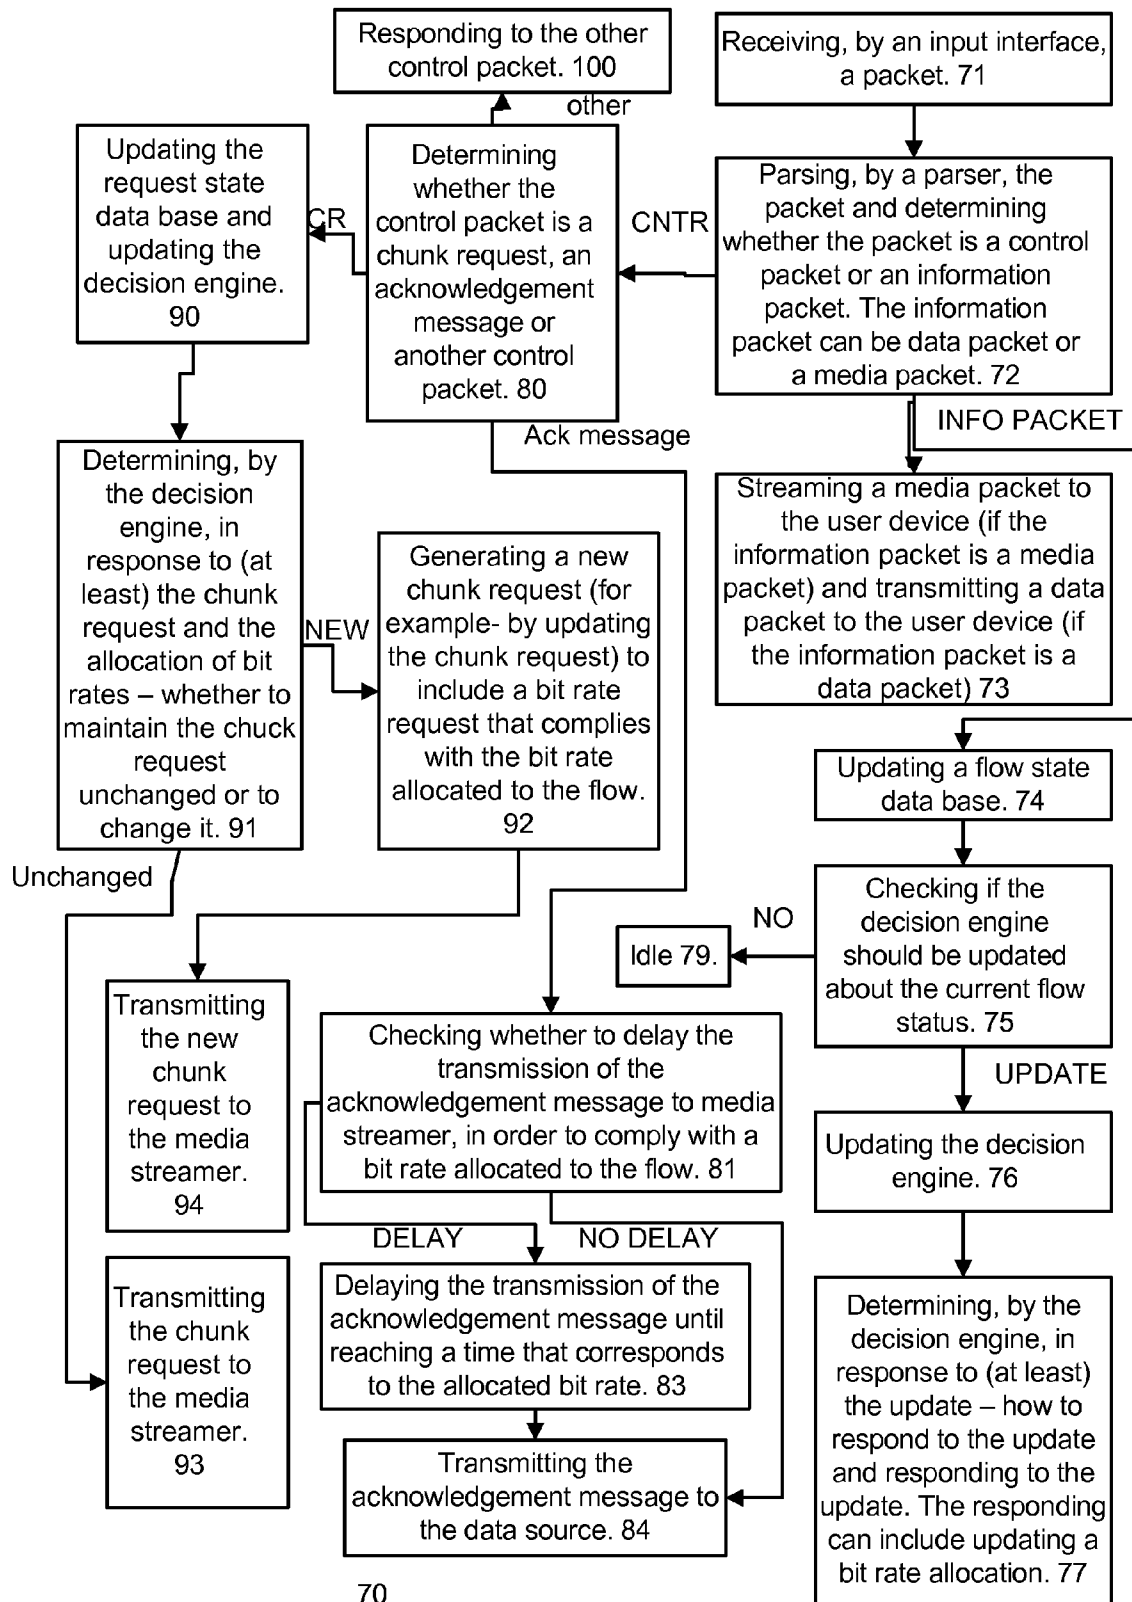 Responding to the other
control packet. 100
Receiving, by an input interface,
a packet. 71
other
Updating the
request state
data base and
updating the
decision engine.
90
CR
Determining
whether the
control packet is a
chunk request, an
acknowledgement
message or
another control
packet. 80
CNTR
Parsing, by a parser, the
packet and determining
whether the packet is a control
packet or an information
packet. The information
packet can be data packet or
a media packet. 72
INFO PACKET
Ack message
Determining, by
the decision
engine, in
response to (at
least) the chunk
request and the
allocation of bit
rates – whether to
maintain the chuck
request
unchanged or to
change it. 91
NEW
Generating a new
chunk request (for
example- by updating
the chunk request) to
include a bit rate
request that complies
with the bit rate
allocated to the flow.
92
Streaming a media packet to
the user device (if the
information packet is a media
packet) and transmitting a data
packet to the user device (if
the information packet is a
data packet) 73
Updating a flow state
data base. 74
Unchanged
Checking if the
decision engine
should be updated
about the current flow
status. 75
NO
Idle 79.
UPDATE
Transmitting
the new
chunk
request to
the media
streamer.
94
Checking whether to delay the
transmission of the
acknowledgement message to media
streamer, in order to comply with a
bit rate allocated to the flow. 81
Updating the decision
engine. 76
DELAY
NO DELAY
Transmitting
the chunk
request to
the media
streamer.
93
Delaying the transmission of the
acknowledgement message until
reaching a time that corresponds
to the allocated bit rate. 83
Determining, by the
decision engine, in
response to (at least)
the update – how to
respond to the update
and responding to the
update. The responding
can include updating a
bit rate allocation. 77
Transmitting the
acknowledgement message to
the data source. 84
70